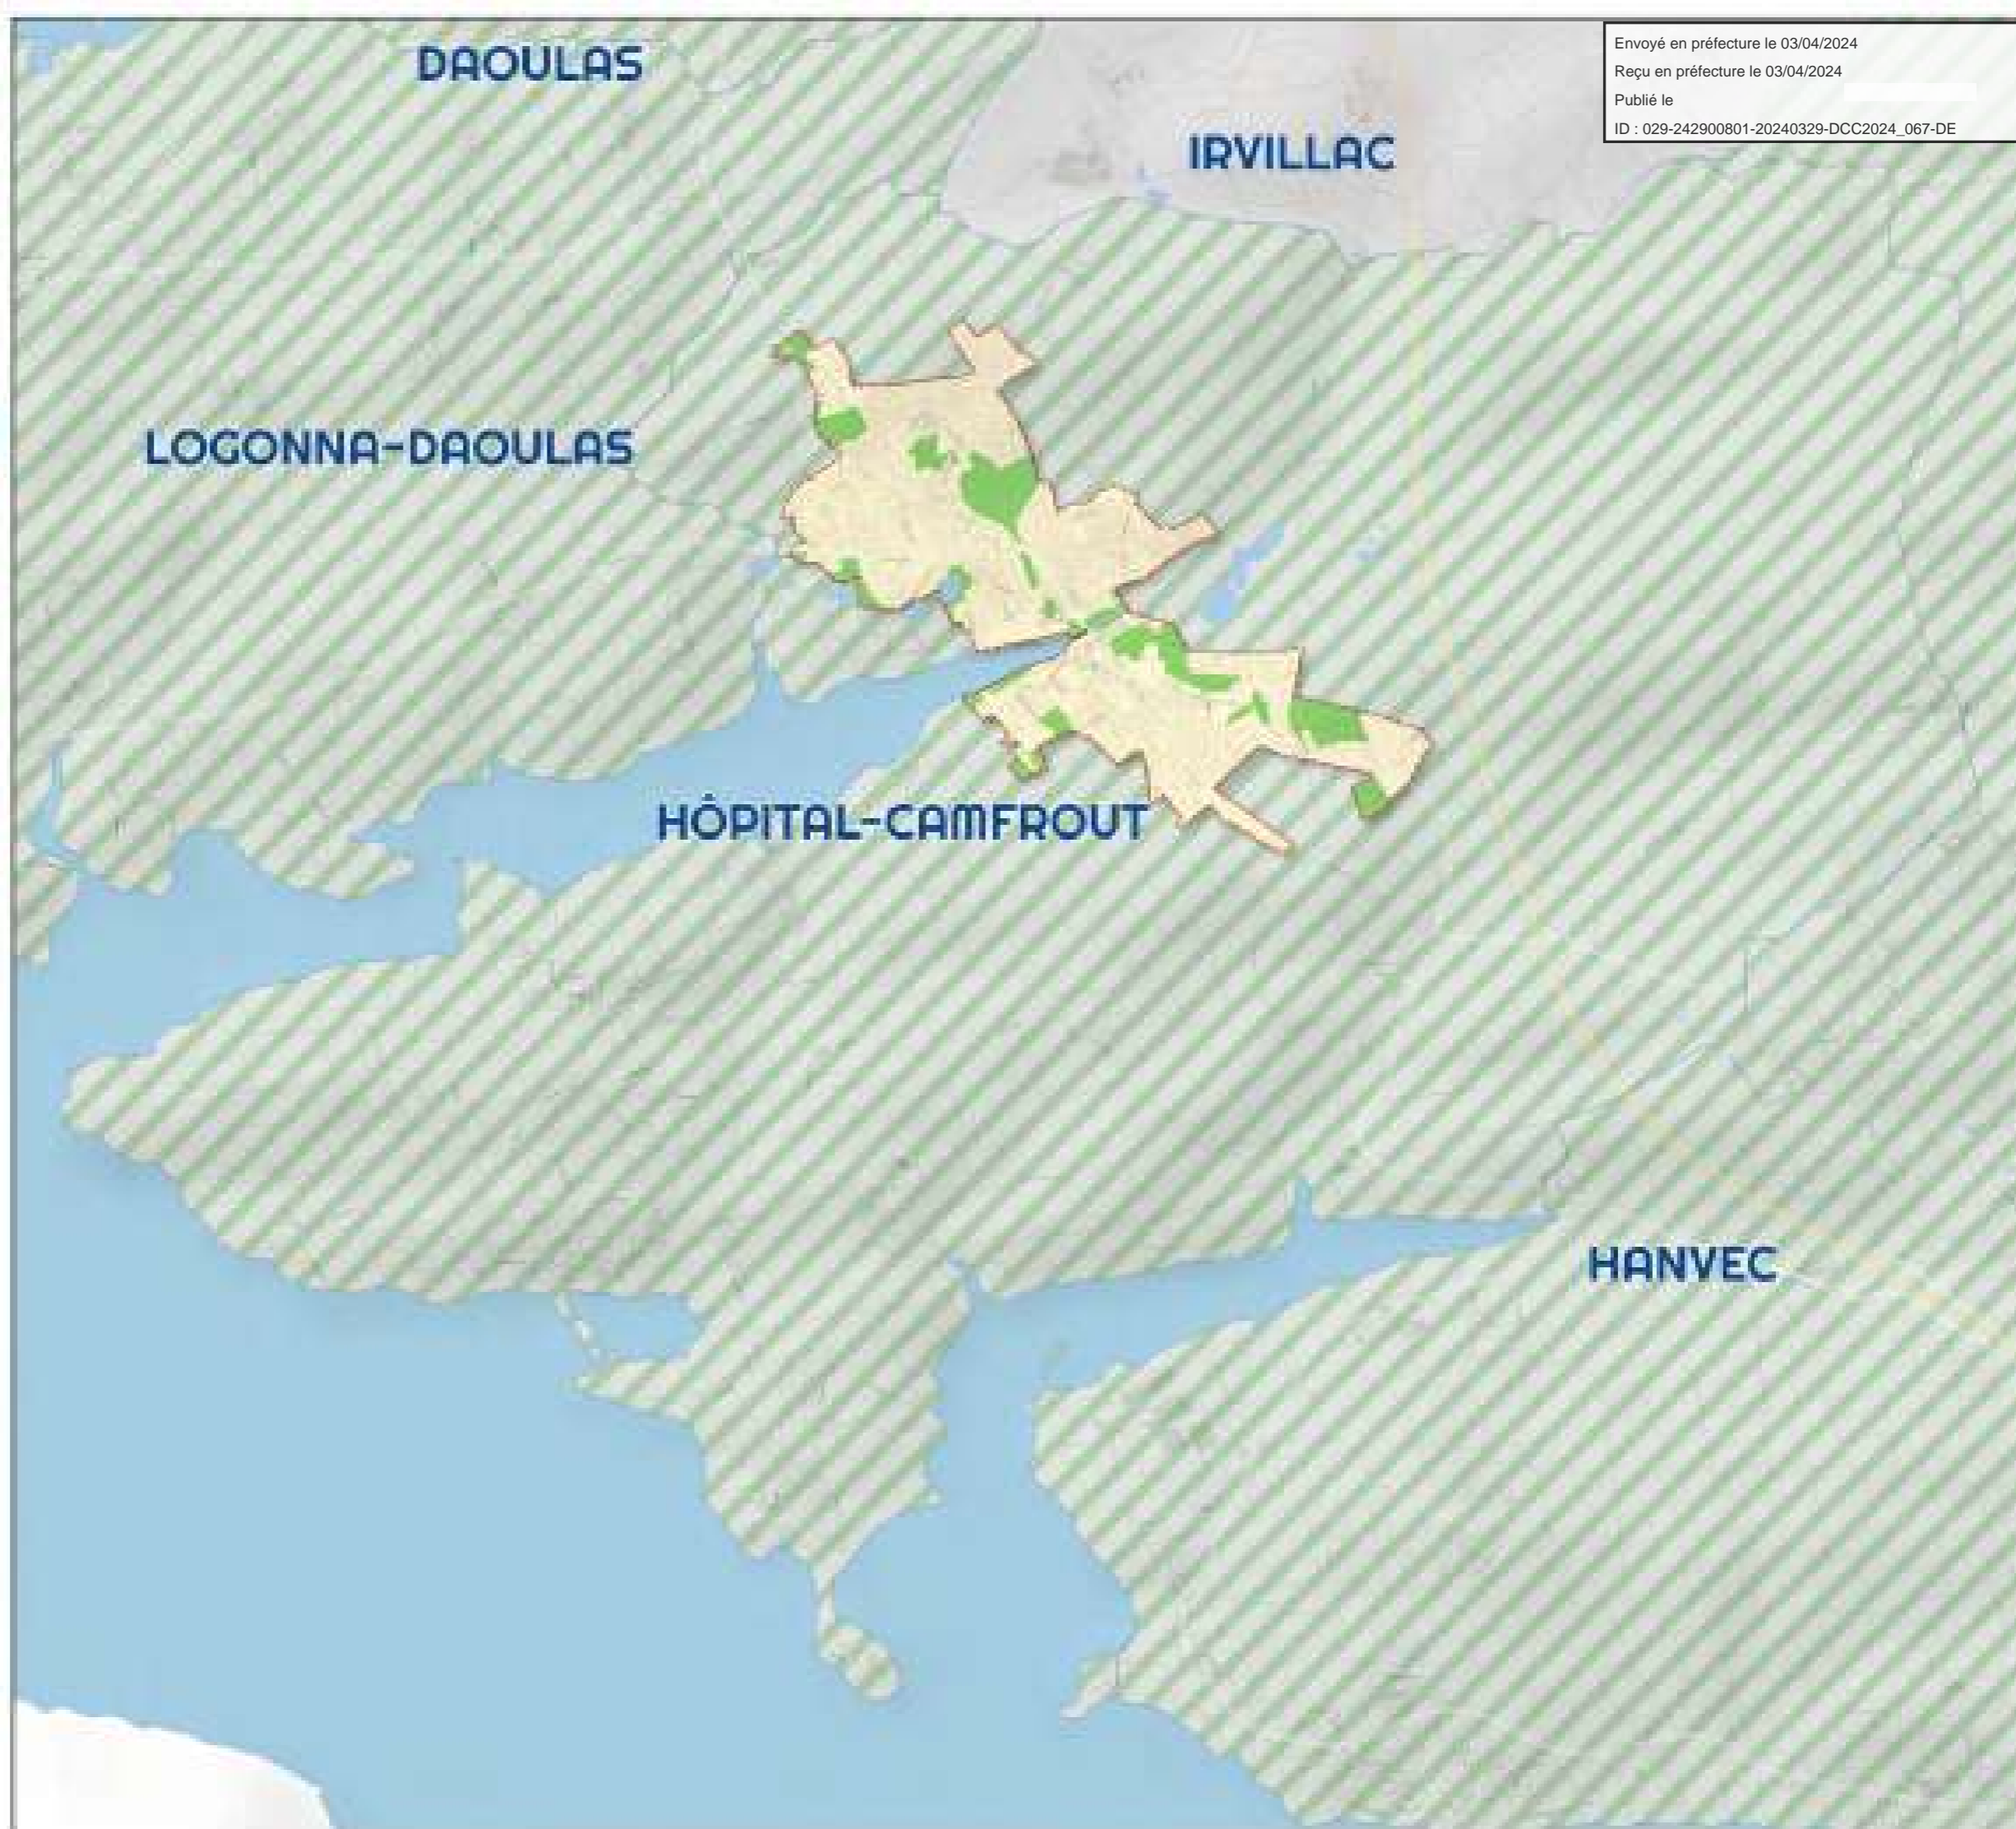 DAOULAS
Envoyé en préfecture le 03/04/2024
Reçu en préfecture le 03/04/2024
Publié le
ID : 029-242900801-20240329-DCC2024_067-DE
IRVILLAC
LOGONNA-DAOULAS
HÔPITAL-CAMFROUT
HANVEC